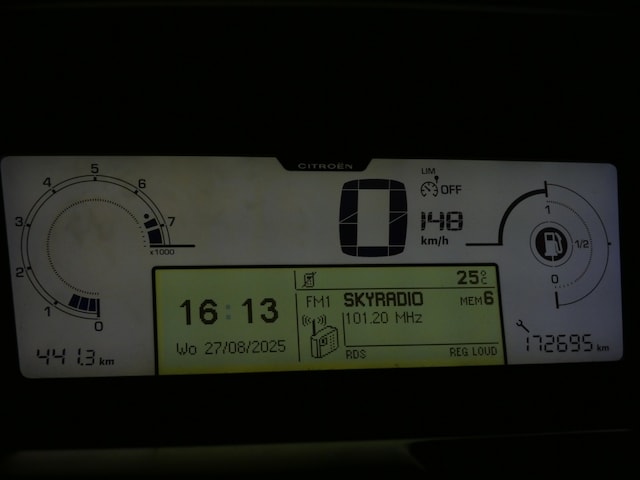 CITROËN
5
4
6
3
7
x1000
2
1
0
LIM
OFF
148
km/h
0
1
1/2
0
25°C
16:13
FM1 SKYRADIO MEM6
101.20 MHz
Wo 27/08/2025
RDS REG LOUD
441.3 km
172695 km